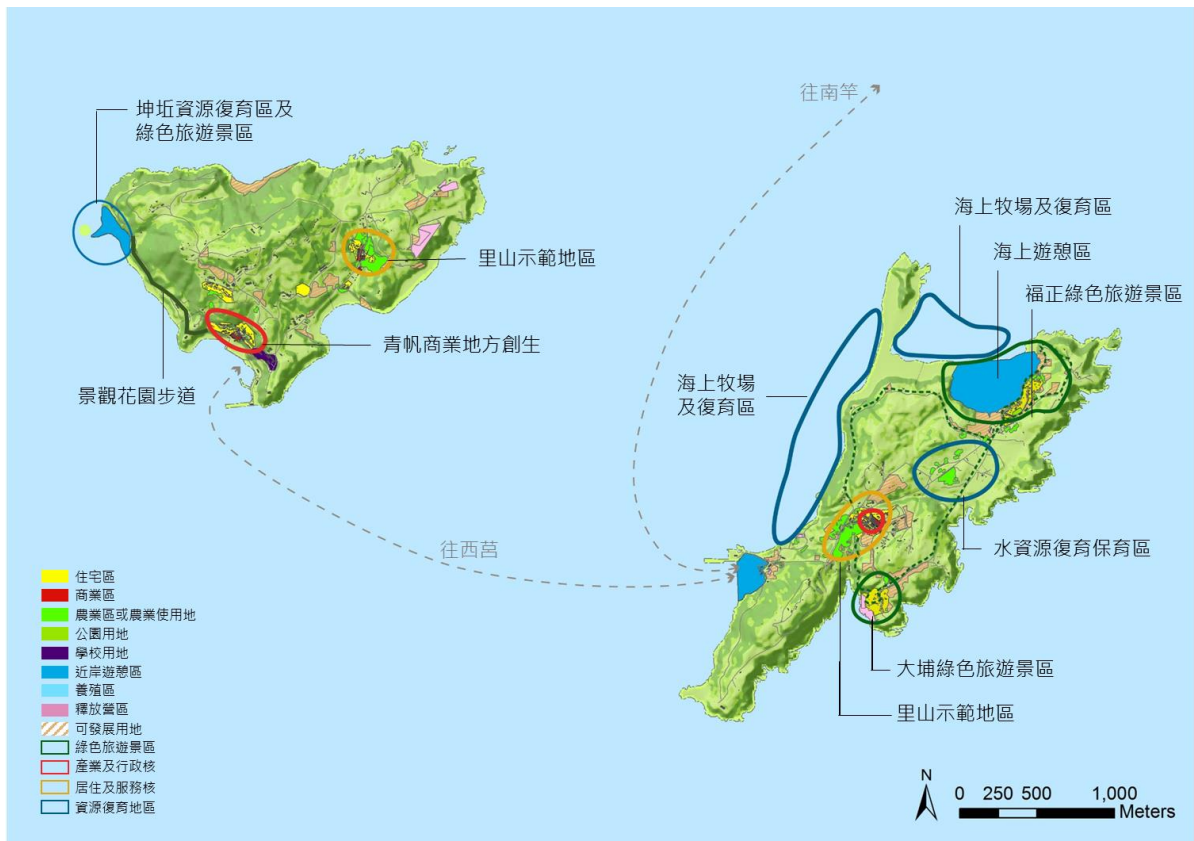 坤坵資源復育區及
綠色旅遊景區
里山示範地區
青帆商業地方創生
景觀花園步道
往南竿
海上牧場及復育區
海上遊憩區
福正綠色旅遊景區
海上牧場
及復育區
往西莒
水資源復育保育區
大埔綠色旅遊景區
里山示範地區
住宅區
商業區
農業區或農業使用地
公園用地
學校用地
近岸遊憩區
養殖區
釋放營區
可發展用地
綠色旅遊景區
產業及行政核
居住及服務核
資源復育地區
N
0 250 500 1,000
Meters